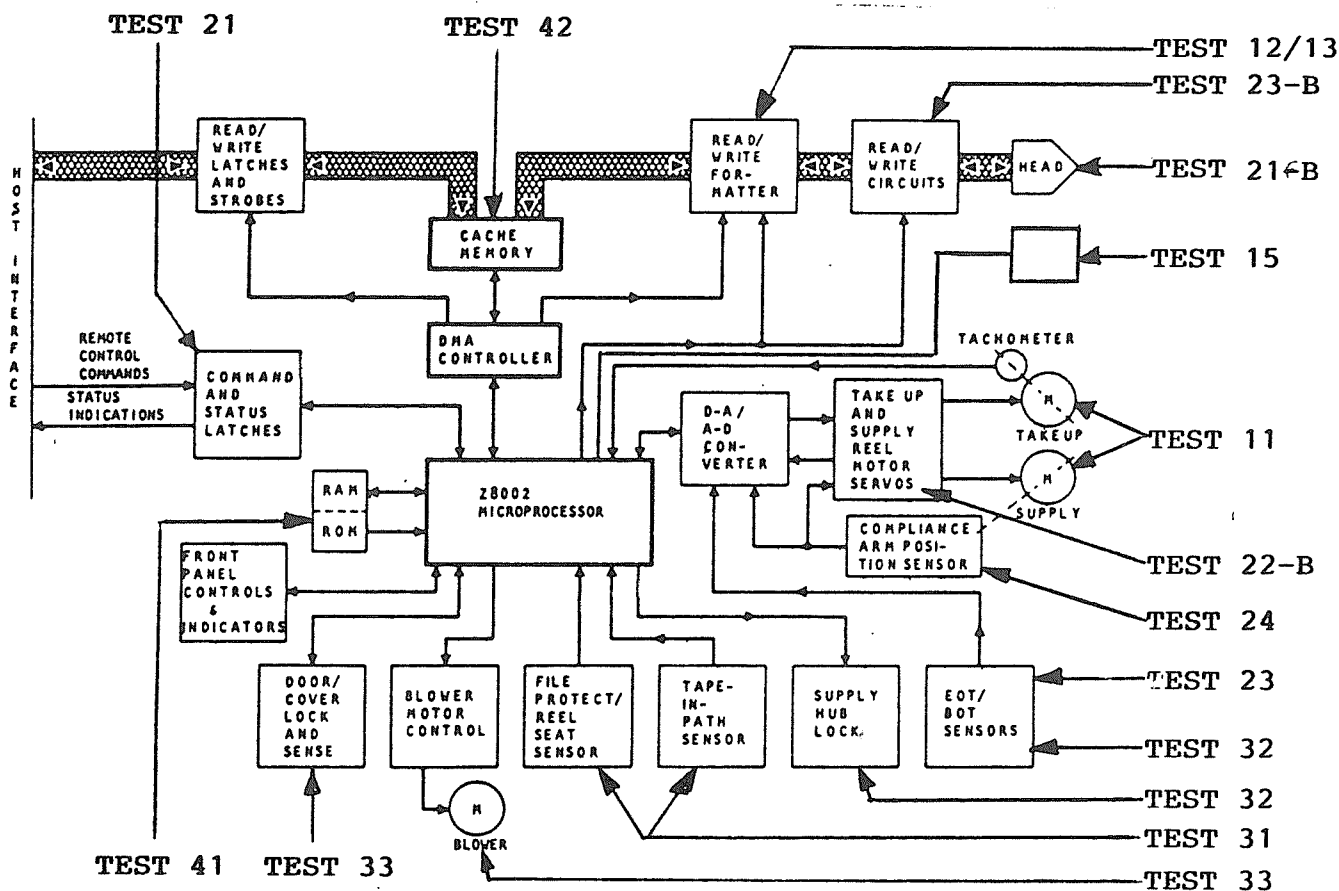 TEST 21
TEST 42
TEST 12/13
TEST 23-B
READ/
WRITE
LATCHES
AND
STROBES
READ/
WRITE
FOR-
MATTER
READ/
WRITE
CIRCUITS
HEAD
TEST 21-B
HOST INTERFACE
CACHE
MEMORY
TEST 15
DMA
CONTROLLER
REMOTE
CONTROL
COMMANDS
STATUS
INDICATIONS
COMMAND
AND
STATUS
LATCHES
TACHOMETER
D-A/
A-D
CON-
VERTER
TAKE UP
AND
SUPPLY
REEL
MOTOR
SERVOS
M
TAKEUP
TEST 11
M
SUPPLY
RAM
ROM
Z8002
MICROPROCESSOR
COMPLIANCE
ARM POSI-
TION SENSOR
TEST 22-B
FRONT
PANEL
CONTROLS
&
INDICATORS
TEST 24
DOOR/
COVER
LOCK
AND
SENSE
BLOWER
MOTOR
CONTROL
FILE
PROTECT/
REEL
SEAT
SENSOR
TAPE-
IN-
PATH
SENSOR
SUPPLY
HUB
LOCK
EOT/
BOT
SENSORS
TEST 23
TEST 32
TEST 32
M
BLOWER
TEST 31
TEST 41
TEST 33
TEST 33